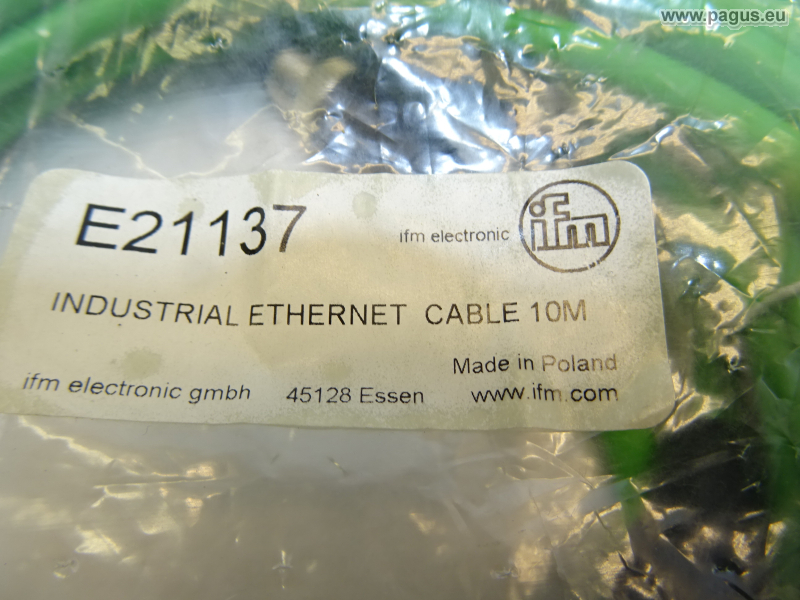 www.pagus.eu
E21137
ifm electronic
ifm
INDUSTRIAL ETHERNET CABLE 10M
Made in Poland
ifm electronic gmbh 45128 Essen www.ifm.com